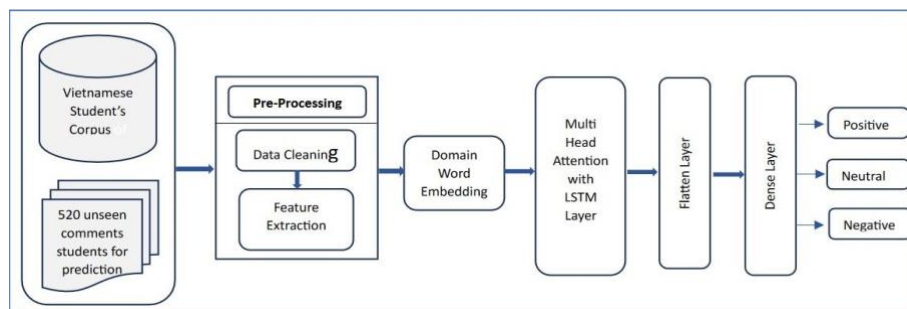 Vietnamese
Student's
Corpus of
520 unseen
comments
students for
prediction
Pre-Processing
Data Cleaning
Feature
Extraction
Domain
Word
Embedding
Multi
Head
Attention
with
LSTM
Layer
Flatten Layer
Dense Layer
Positive
Neutral
Negative